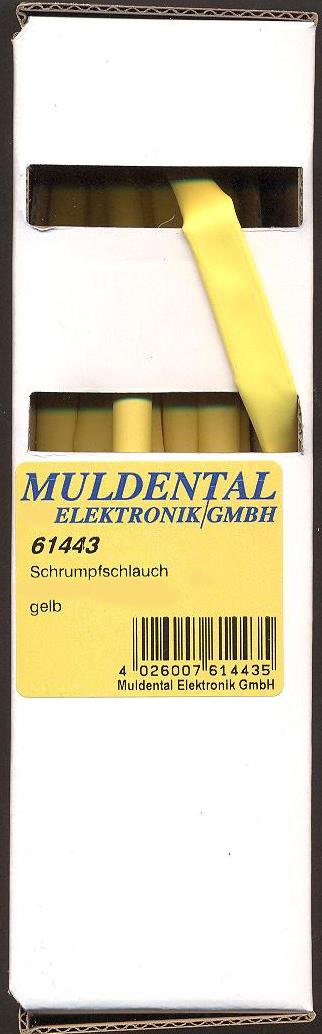 MULDENTAL
ELEKTRONIK/GMBH
61443
Schrumpfschlauch
gelb
4 026007 614435
Muldental Elektronik GmbH